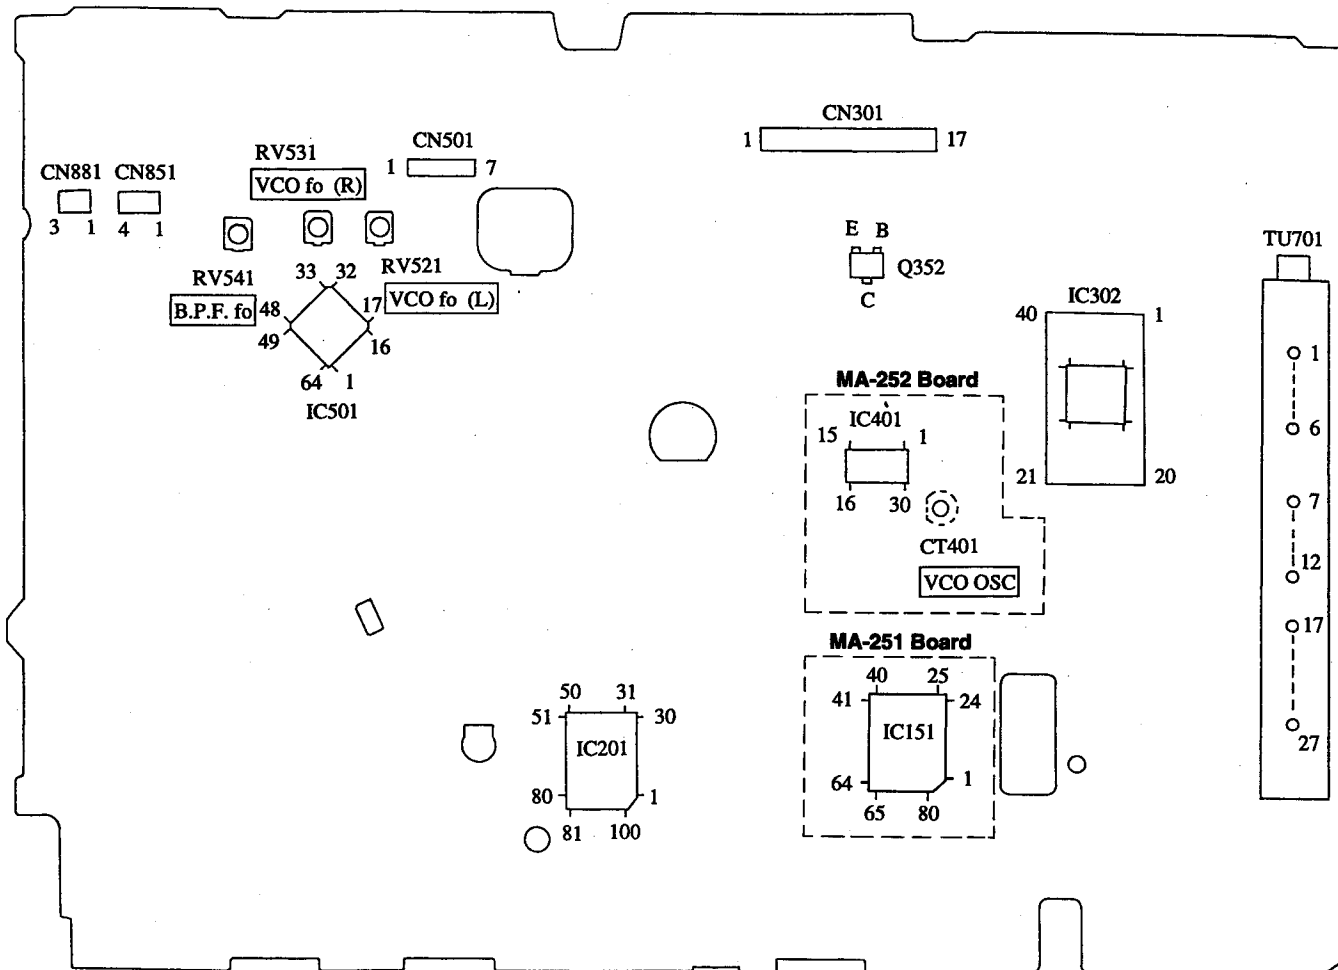 CN301
1 17
CN501
1 7
RV531
VCO fo (R)
CN881 CN851
3 1 4 1
E B
Q352
C
TU701
RV541
B.P.F. fo
33 32
RV521
VCO fo (L)
48 17
49 16
64 1
IC501
IC302
40 1
21 20
1
6
7
12
17
27
MA-252 Board
IC401
15 1
16 30
CT401
VCO OSC
MA-251 Board
40 25
41 24
IC151
64 1
65 80
50 31
51 30
IC201
80 1
81 100